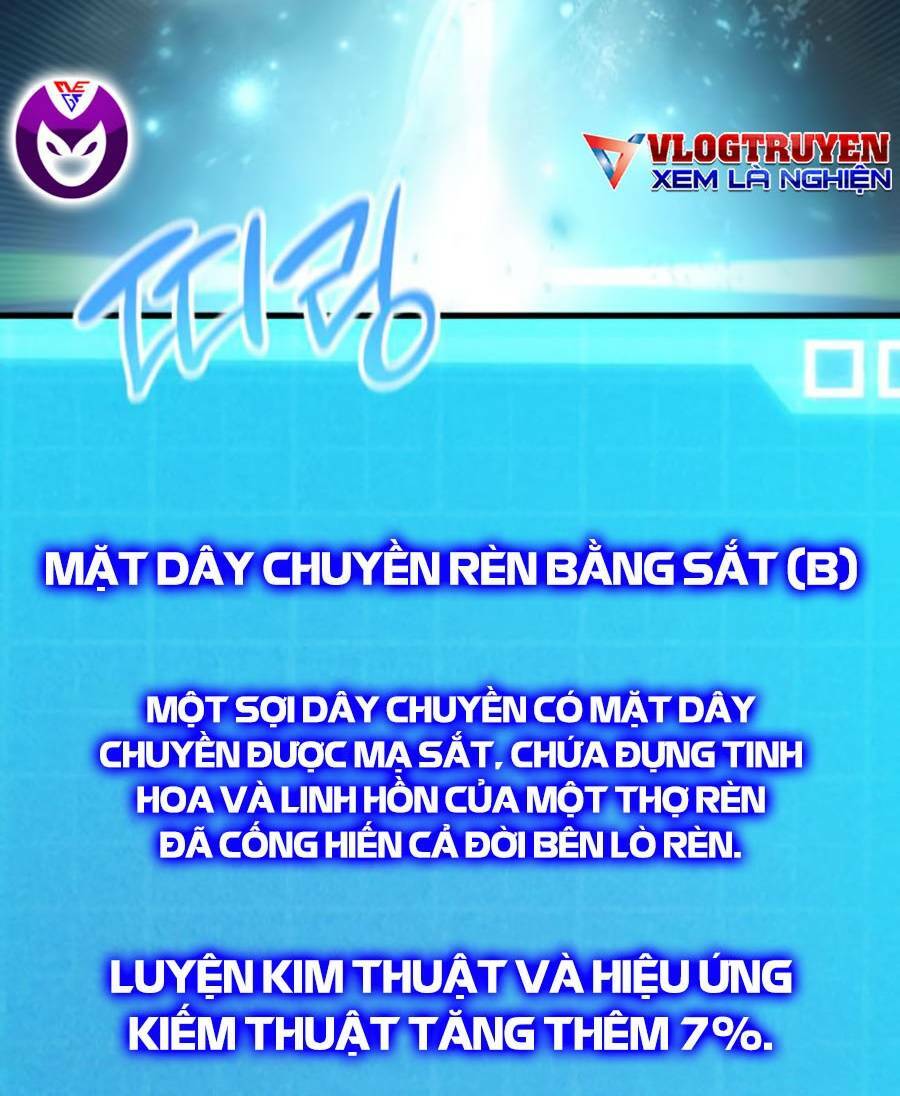 VLOGTRUYEN
XEM LÀ NGHIỆN
띠링
MẶT DÂY CHUYỀN RÈN BẰNG SẮT (B)
MỘT SỢI DÂY CHUYỀN CÓ MẶT DÂY
CHUYỀN ĐƯỢC MẠ SẮT, CHỨA ĐỰNG TINH
HOA VÀ LINH HỒN CỦA MỘT THỢ RÈN
ĐÃ CỐNG HIẾN CẢ ĐỜI BÊN LÒ RÈN.
LUYỆN KIM THUẬT VÀ HIỆU ỨNG
KIẾM THUẬT TĂNG THÊM 7%.